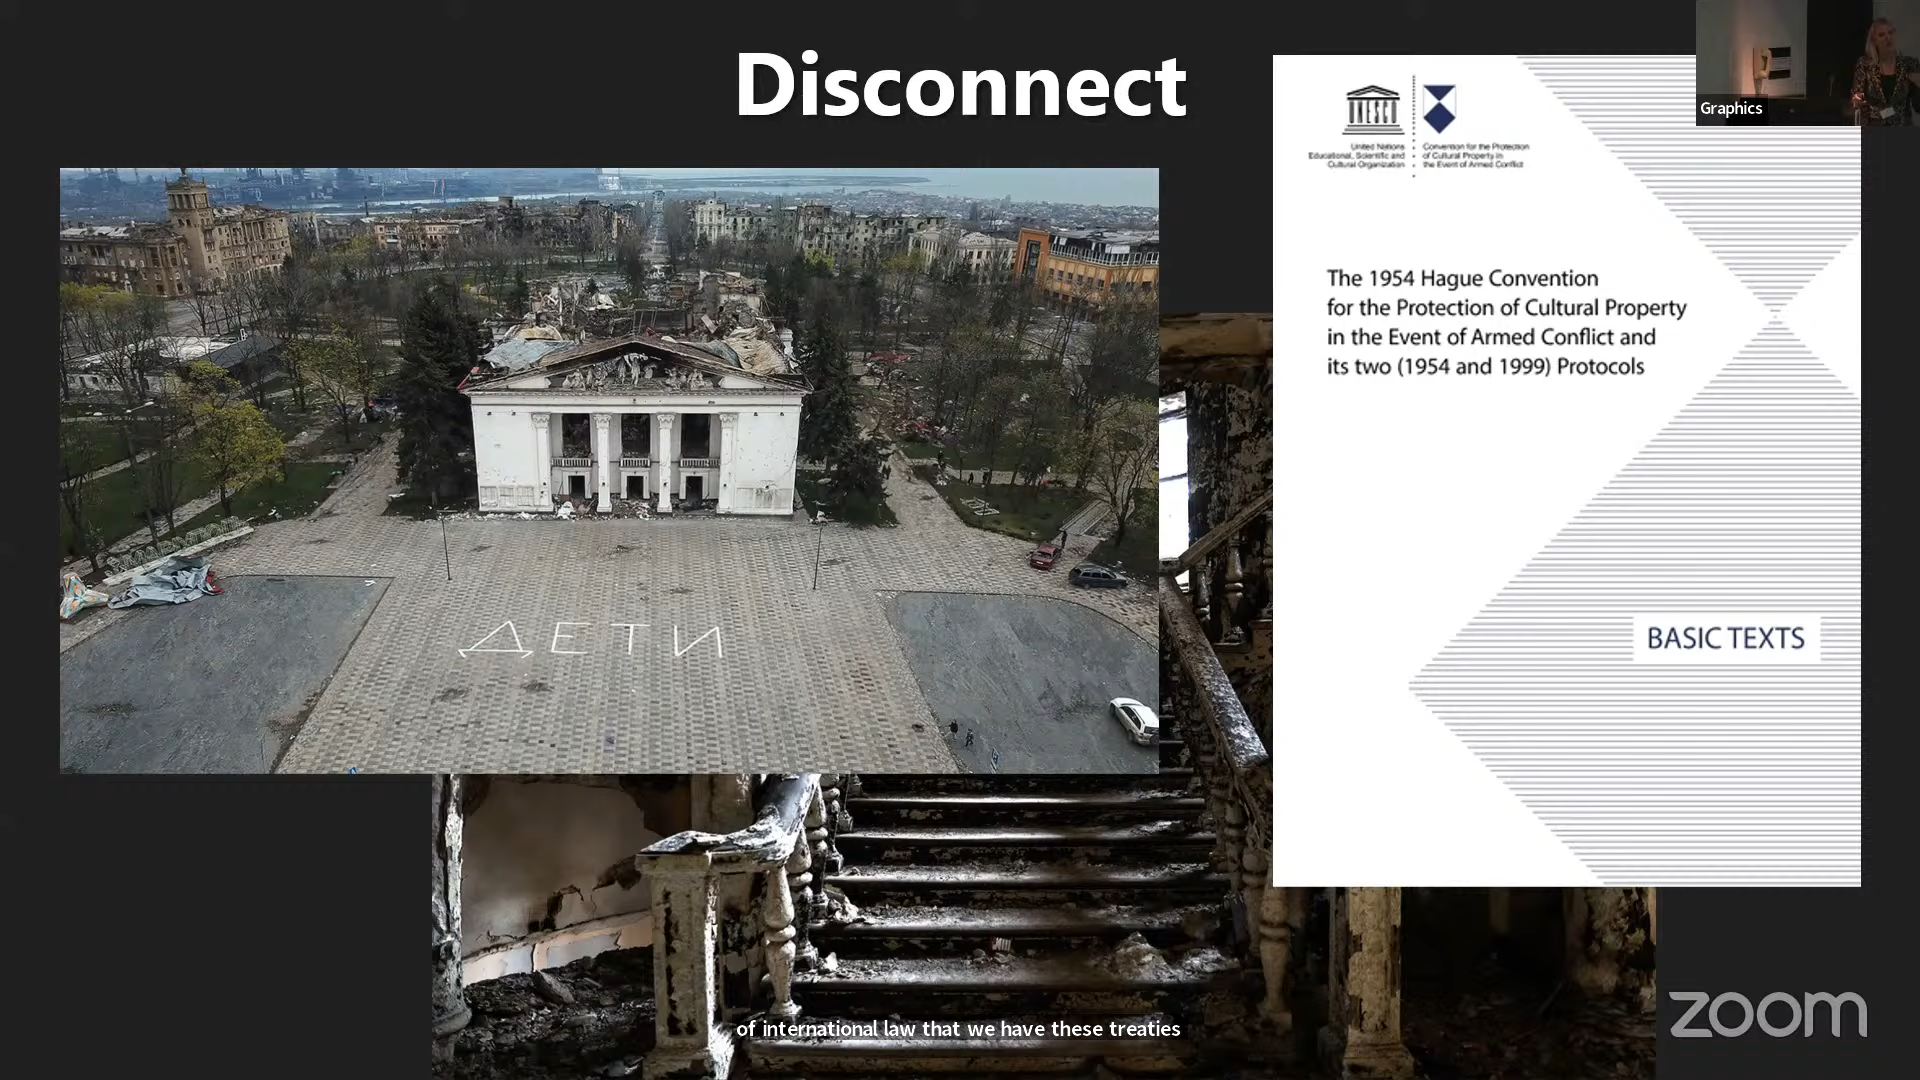 Disconnect
Graphics
UNESCO
United Nations
Educational, Scientific and
Cultural Organization
Convention for the Protection
of Cultural Property in
the Event of Armed Conflict
The 1954 Hague Convention
for the Protection of Cultural Property
in the Event of Armed Conflict and
its two (1954 and 1999) Protocols
ДЕТИ
BASIC TEXTS
of international law that we have these treaties
zoom